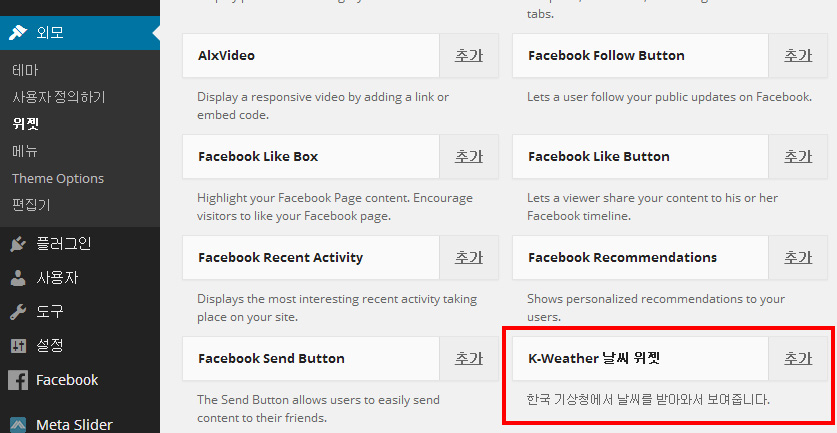 외모
테마
사용자 정의하기
위젯
메뉴
Theme Options
편집기
플러그인
사용자
도구
설정
Facebook
Meta Slider
tabs.
AlxVideo 추가
Display a responsive video by adding a link or
embed code.
Facebook Follow Button 추가
Lets a user follow your public updates on Facebook.
Facebook Like Box 추가
Highlight your Facebook Page content. Encourage
visitors to like your Facebook page.
Facebook Like Button 추가
Lets a viewer share your content to his or her
Facebook timeline.
Facebook Recent Activity 추가
Displays the most interesting recent activity taking
place on your site.
Facebook Recommendations 추가
Shows personalized recommendations to your
users.
Facebook Send Button 추가
The Send Button allows users to easily send
content to their friends.
K-Weather 날씨 위젯 추가
한국 기상청에서 날씨를 받아와서 보여줍니다.